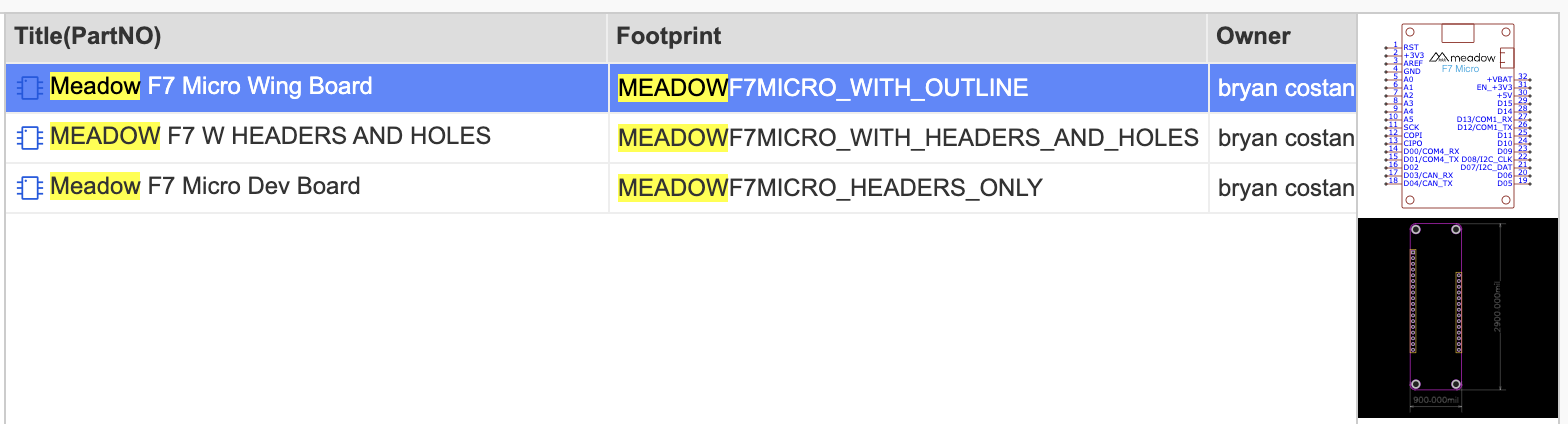 Title(PartNO) Footprint Owner
Meadow F7 Micro Wing Board MEADOWF7MICRO_WITH_OUTLINE bryan costan
MEADOW F7 W HEADERS AND HOLES MEADOWF7MICRO_WITH_HEADERS_AND_HOLES bryan costan
Meadow F7 Micro Dev Board MEADOWF7MICRO_HEADERS_ONLY bryan costan
meadow
F7 Micro
1 RST
2 +3V3
3 AREF
4 GND
5 A0 +VBAT 32
6 A1 EN_+3V3 31
7 A2 +5V 30
8 A3 D15 29
9 A4 D14 28
10 A5 D13/COM1_RX 27
11 SCK D12/COM1_TX 26
12 COPI D11 25
13 CIPO D10 24
14 D00/COM4_RX D09 23
15 D01/COM4_TX D08/I2C_CLK 22
16 D02 D07/I2C_DAT 21
17 D03/CAN_RX D06 20
18 D04/CAN_TX D05 19
2900.000mil
900.000mil